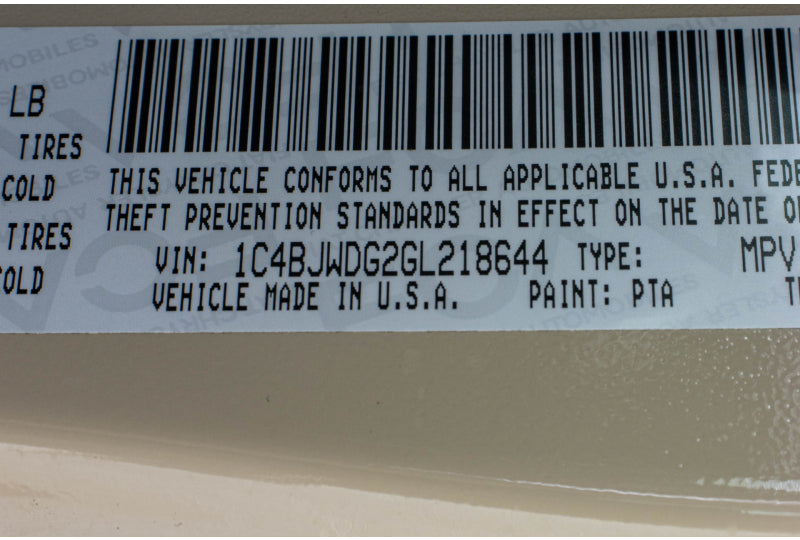 LB
TIRES
COLD
TIRES
COLD
THIS VEHICLE CONFORMS TO ALL APPLICABLE U.S.A. FEDE
THEFT PREVENTION STANDARDS IN EFFECT ON THE DATE O
VIN: 1C4BJWDG2GL218644 TYPE: MPV
VEHICLE MADE IN U.S.A. PAINT: PTA